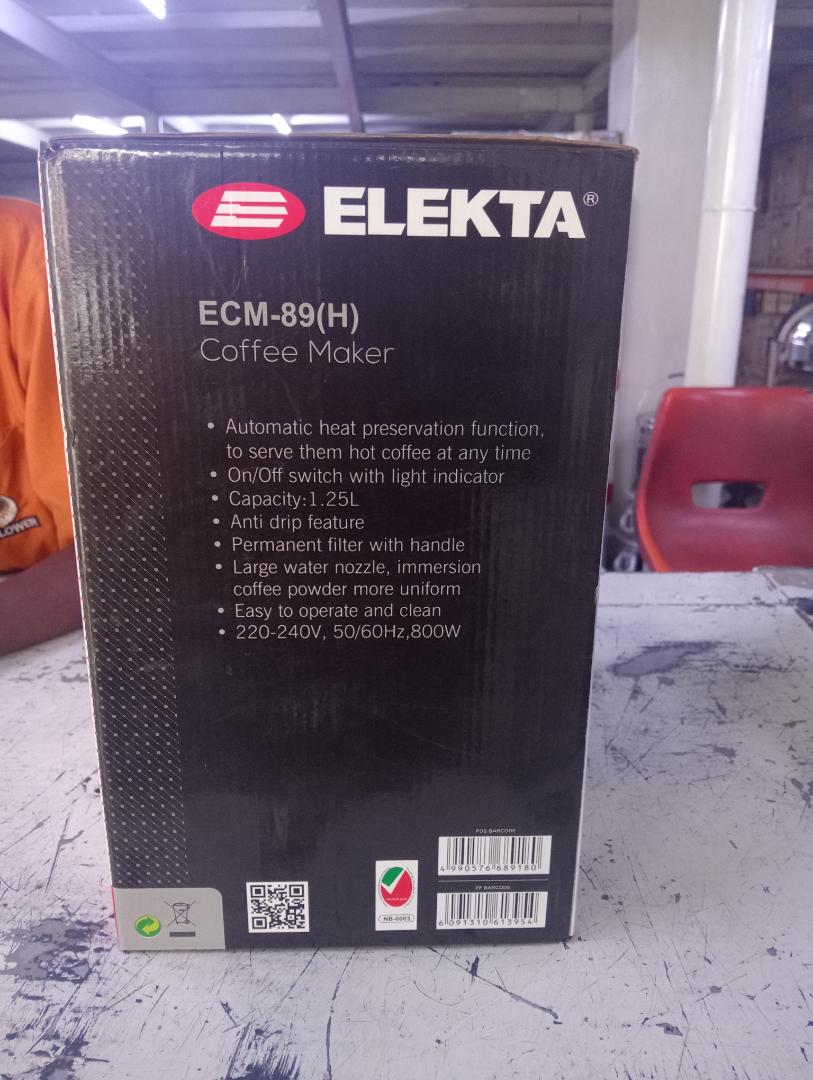 ELEKTA®
ECM-89(H)
Coffee Maker
• Automatic heat preservation function,
to serve them hot coffee at any time
• On/Off switch with light indicator
• Capacity:1.25L
• Anti drip feature
• Permanent filter with handle
• Large water nozzle, immersion
coffee powder more uniform
• Easy to operate and clean
• 220-240V, 50/60Hz,800W
LOWER
POS BARCODE
4 990576 689180
EF BARCODE
6 091310 613954
NB-0003